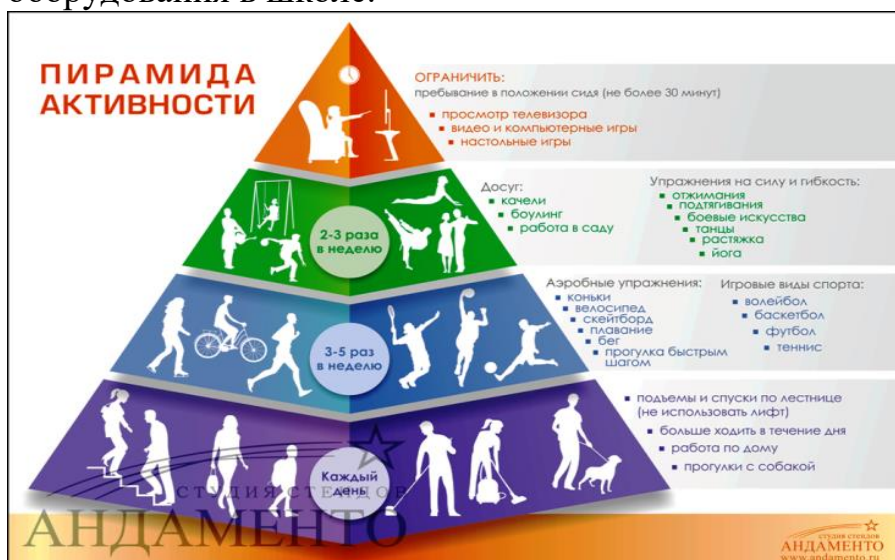 оборудования в школе.
ПИРАМИДА
АКТИВНОСТИ
ОГРАНИЧИТЬ:
пребывание в положении сидя (не более 30 минут)
просмотр телевизора
видео и компьютерные игры
настольные игры
2-3 раза
в неделю
Досуг:
качели
боулинг
работа в саду
Упражнения на силу и гибкость:
отжимания
подтягивания
боевые искусства
танцы
растяжка
йога
3-5 раз
в неделю
Аэробные упражнения:
коньки
велосипед
скейтборд
плавание
бег
прогулка быстрым
шагом
Игровые виды спорта:
волейбол
баскетбол
футбол
теннис
Каждый
день
подъемы и спуски по лестнице
(не использовать лифт)
больше ходить в течение дня
работа по дому
прогулки с собакой
СТУДИЯ СТЕНДОВ
АНДАМЕНТО
студия стендов
АНДАМЕНТО
www.andamento.ru